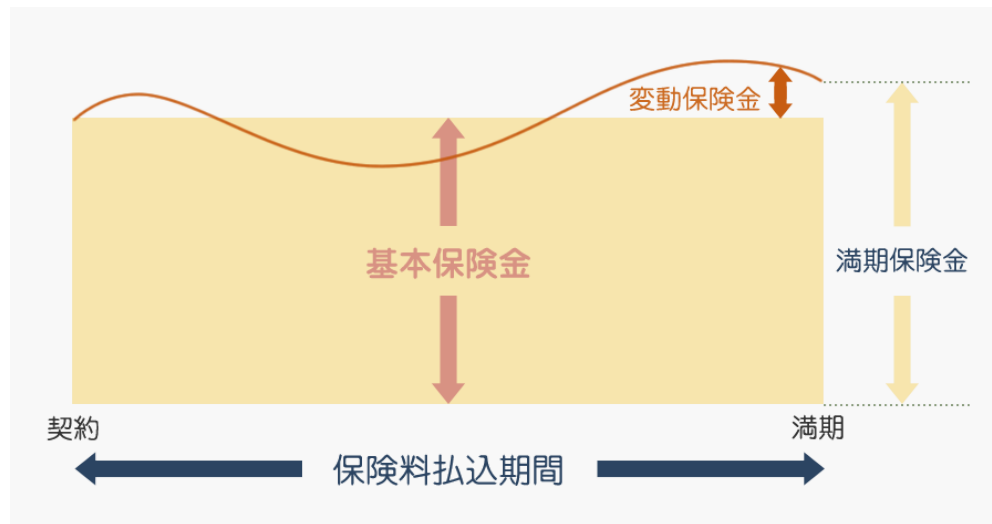 変動保険金
基本保険金
満期保険金
契約
満期
保険料払込期間